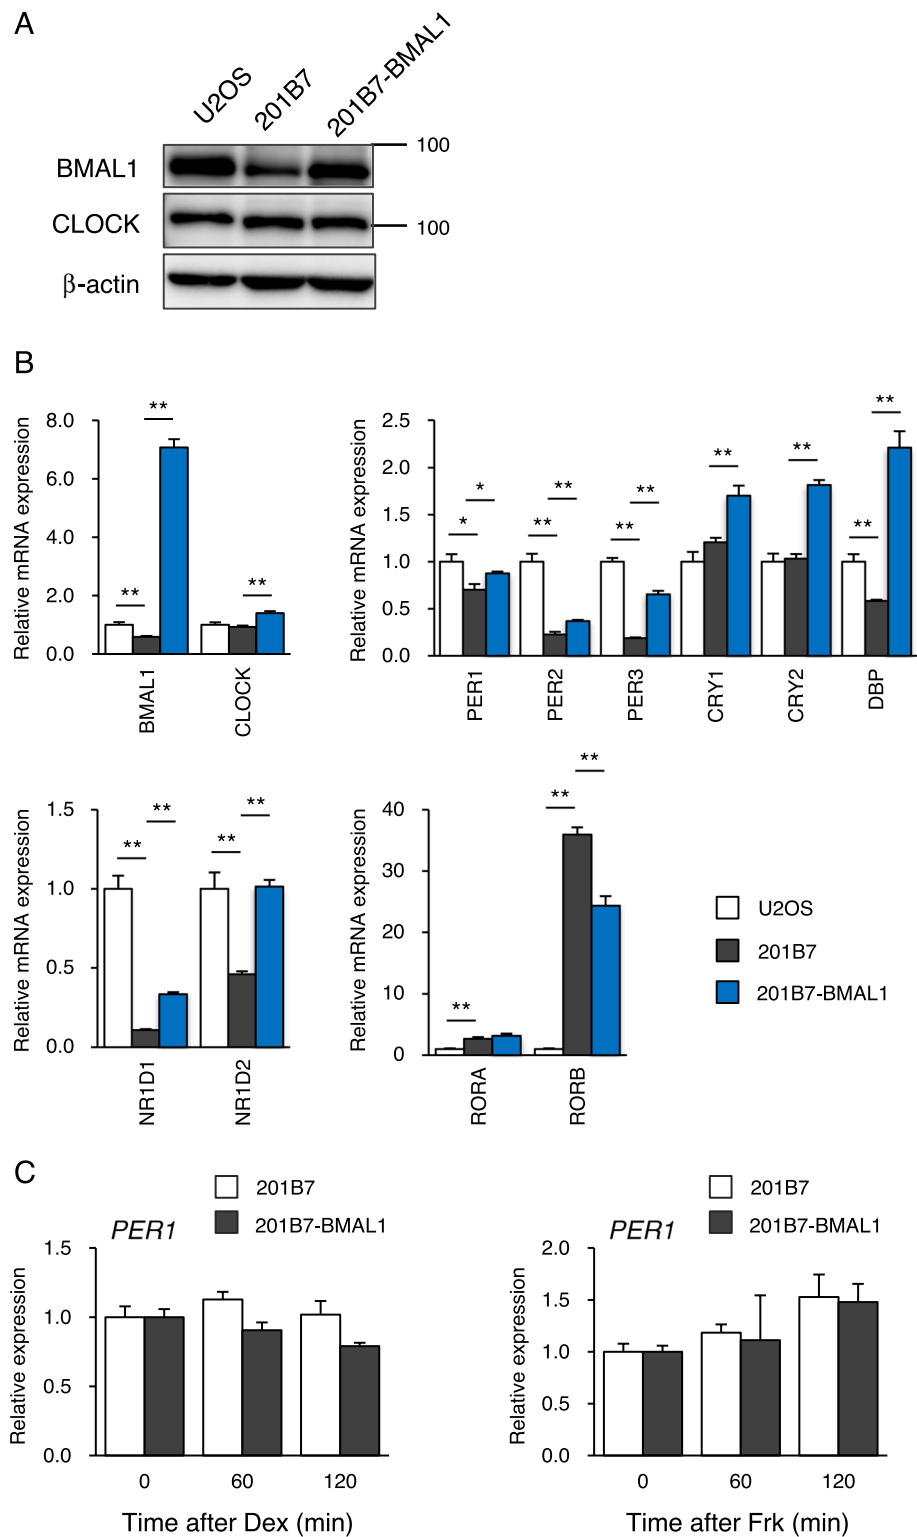 A
U2OS
201B7
201B7-BMAL1
BMAL1
100
CLOCK
100
β-actin
B
Relative mRNA expression
8.0
6.0
4.0
2.0
0.0
**
**
**
BMAL1
CLOCK
Relative mRNA expression
2.5
2.0
1.5
1.0
0.5
0.0
*
*
**
**
**
**
**
**
**
**
PER1
PER2
PER3
CRY1
CRY2
DBP
Relative mRNA expression
1.5
1.0
0.5
0.0
**
**
**
**
NR1D1
NR1D2
Relative mRNA expression
40
30
20
10
0
**
**
**
RORA
RORB
U2OS
201B7
201B7-BMAL1
C
201B7
201B7-BMAL1
PER1
Relative expression
1.5
1.0
0.5
0.0
0
60
120
Time after Dex (min)
201B7
201B7-BMAL1
PER1
Relative expression
2.0
1.5
1.0
0.5
0.0
0
60
120
Time after Frk (min)